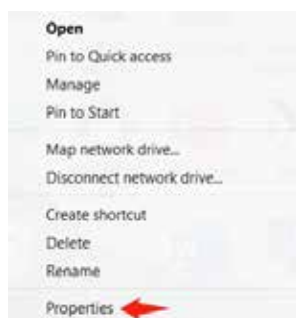 Open
Pin to Quick access
Manage
Pin to Start
Map network drive...
Disconnect network drive...
Create shortcut
Delete
Rename
Properties